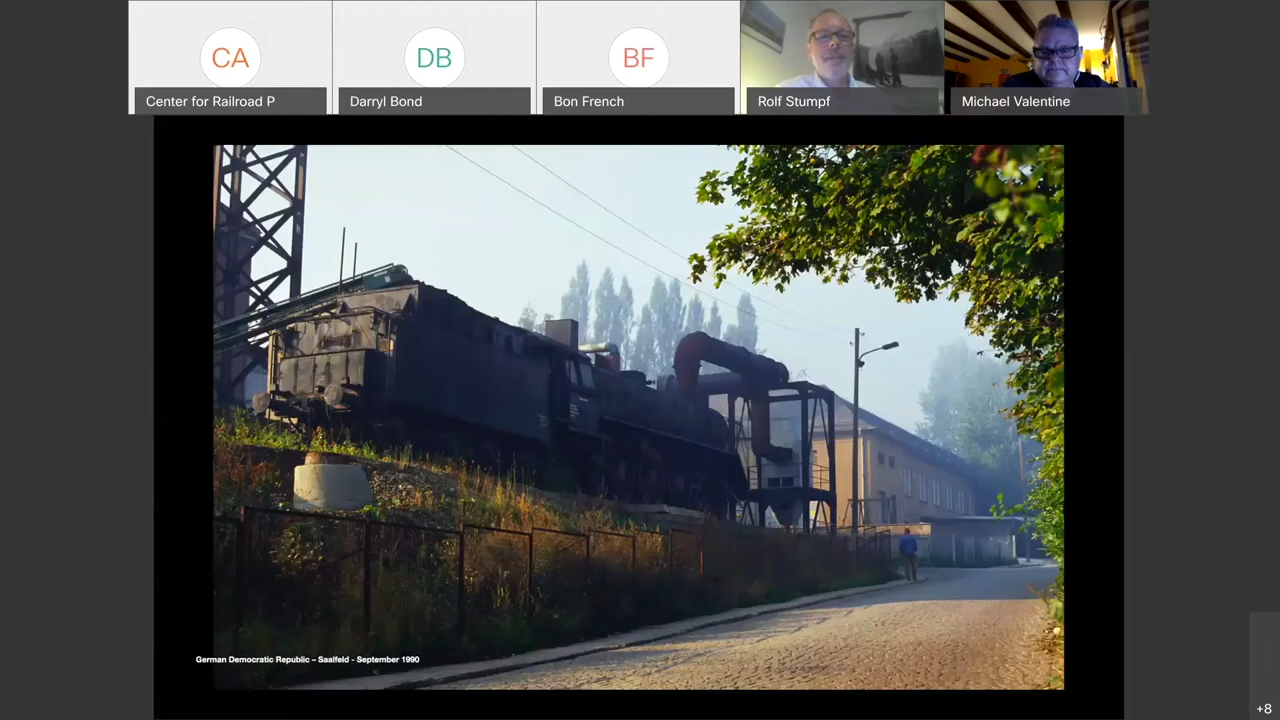 CA
DB
BF
Center for Railroad P
Darryl Bond
Bon French
Rolf Stumpf
Michael Valentine
German Democratic Republic – Saalfeld - September 1990
+8